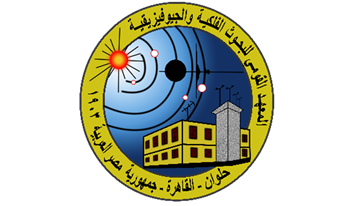 المعهد القومى للبحوث الفلكية والجيوفيزيقية
حلوان - القاهرة - جمهورية مصر العربية ١٩٠٣